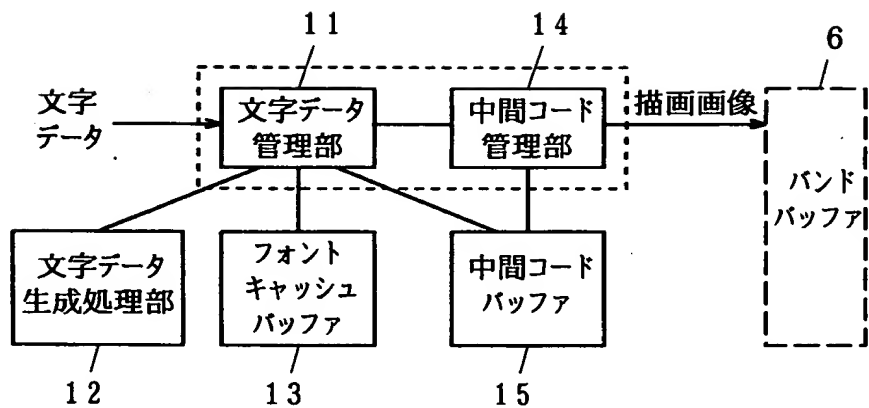 11
14
6
文字
データ
文字データ
管理部
中間コード
管理部
描画画像
バンド
バッファ
文字データ
生成処理部
フォント
キャッシュ
バッファ
中間コード
バッファ
12
13
15